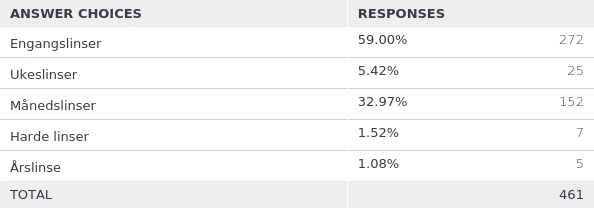 ANSWER CHOICES RESPONSES
Engangslinser 59.00% 272
Ukeslinser 5.42% 25
Månedslinser 32.97% 152
Harde linser 1.52% 7
Årslinse 1.08% 5
TOTAL 461